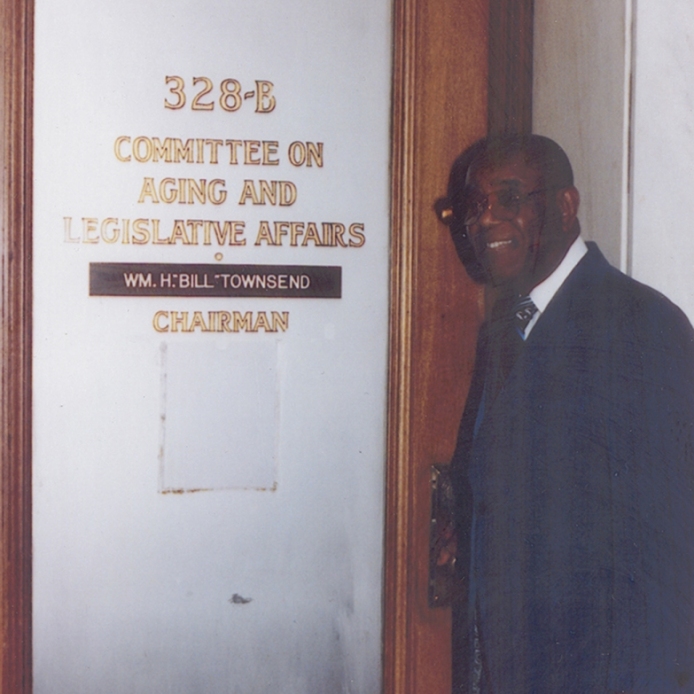 328-B
COMMITTEE ON
AGING AND
LEGISLATIVE AFFAIRS
WM. H. "BILL" TOWNSEND
CHAIRMAN